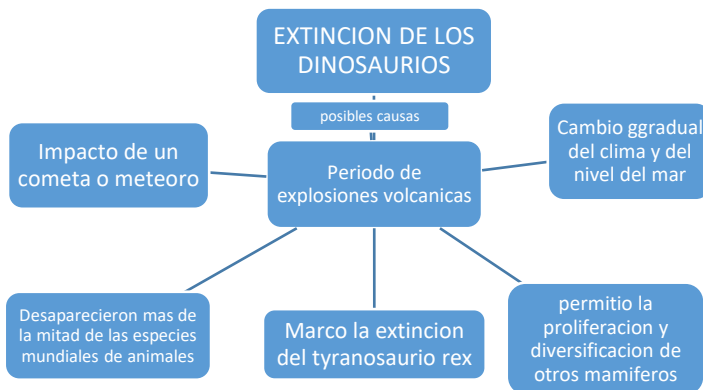 EXTINCION DE LOS
DINOSAURIOS
posibles causas
Impacto de un
cometa o meteoro
Periodo de
explosiones volcanicas
Cambio ggradual
del clima y del
nivel del mar
Desaparecieron mas de
la mitad de las especies
mundiales de animales
Marco la extincion
del tyranosaurio rex
permitio la
proliferacion y
diversificacion de
otros mamiferos